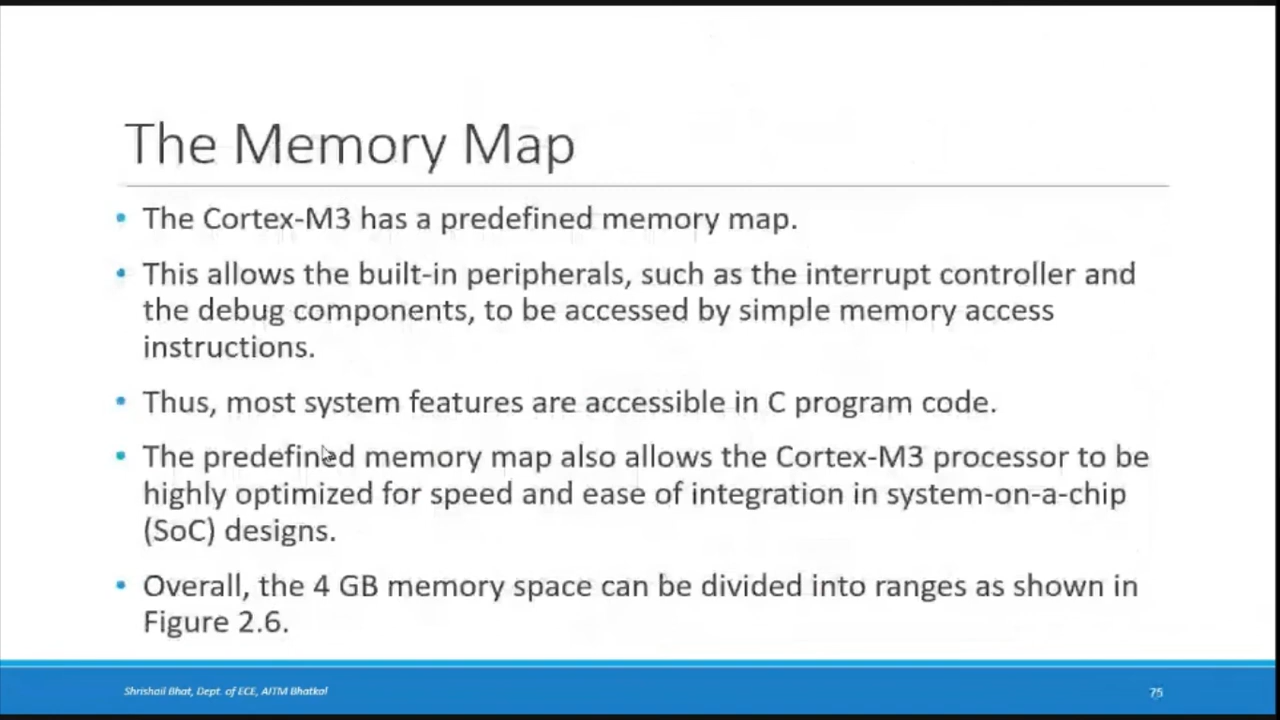 The Memory Map
• The Cortex-M3 has a predefined memory map.
• This allows the built-in peripherals, such as the interrupt controller and
the debug components, to be accessed by simple memory access
instructions.
• Thus, most system features are accessible in C program code.
• The predefined memory map also allows the Cortex-M3 processor to be
highly optimized for speed and ease of integration in system-on-a-chip
(SoC) designs.
• Overall, the 4 GB memory space can be divided into ranges as shown in
Figure 2.6.
Shrishail Bhat, Dept. of ECE, AITM Bhatkal
75